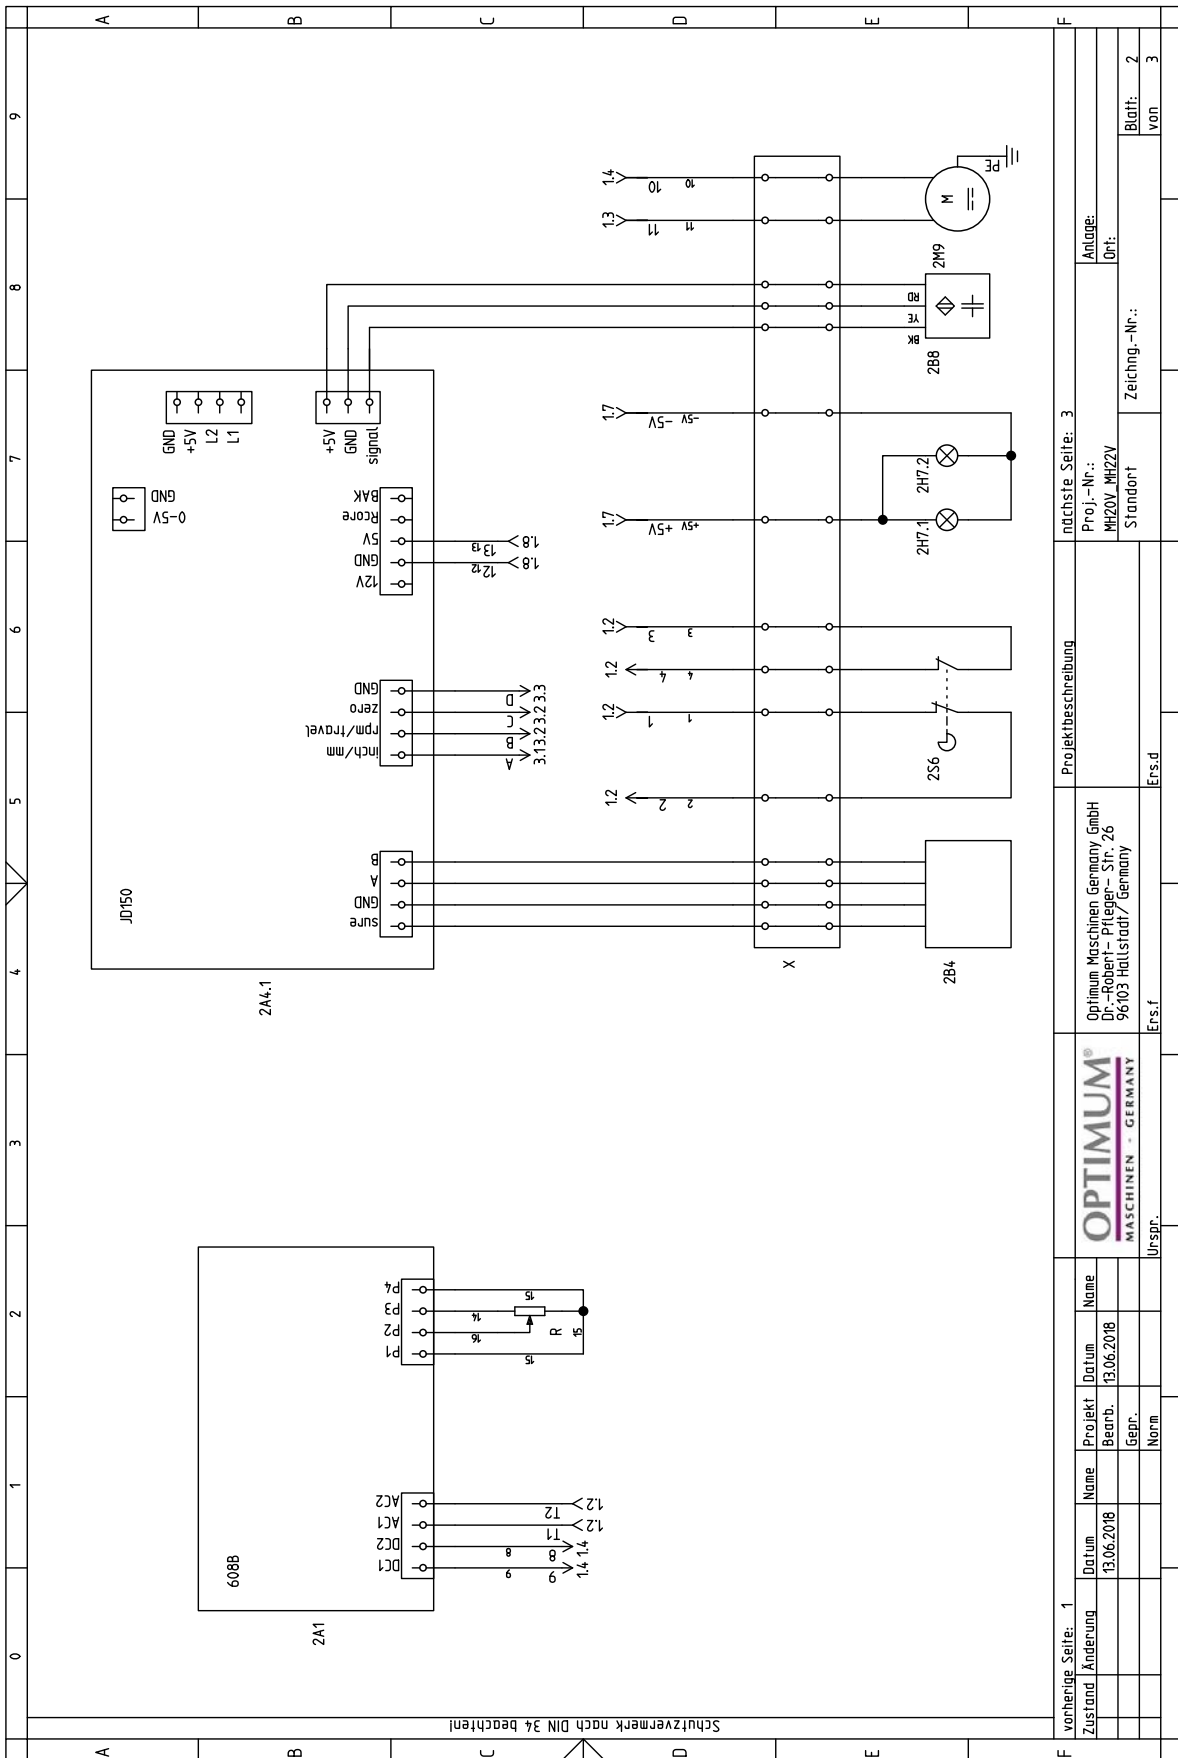 0 1 2 3 4 5 6 7 8 9
A
B
C
D
E
F
A
B
C
D
E
F
Schutzvermerk nach DIN 34 beachten!
2A1
608B
DC1 DC2 AC1 AC2
9 8
9 8 T1 T2
1.4 1.4 1.2 1.2
P1 P2 P3 P4
15 16 14 15
R
15
2A4.1
JD150
sure GND A B
inch/mm rpm/travel zero GND
A B C D
3.1 3.2 3.2 3.3
12V GND 5V Rcore BAK
12 13
12 13
1.8 1.8
0-5V GND
GND
+5V
L2
L1
+5V
GND
signal
1.2 1.2 1.2 1.2
2 1 4 3
2 1 4 3
1.7 1.7
+5V -5V
+5V -5V
1.3 1.4
11 10
11 10
X
2B4
2S6
2H7.1
2H7.2
2B8
BK YE RD
2M9
M
PE
vorherige Seite: 1
nächste Seite: 3
Zustand Änderung Datum Name Projekt Datum Name
13.06.2018 Bearb. 13.06.2018
Gepr.
Norm
Urspr.
OPTIMUM®
MASCHINEN - GERMANY
Optimum Maschinen Germany GmbH
Dr.-Robert- Pfleger- Str. 26
96103 Hallstadt/ Germany
Ers.f
Ers.d
Projektbeschreibung
Proj.-Nr.:
MH20V_MH22V
Standort
Anlage:
Ort:
Zeichng.-Nr.:
Blatt: 2
von 3